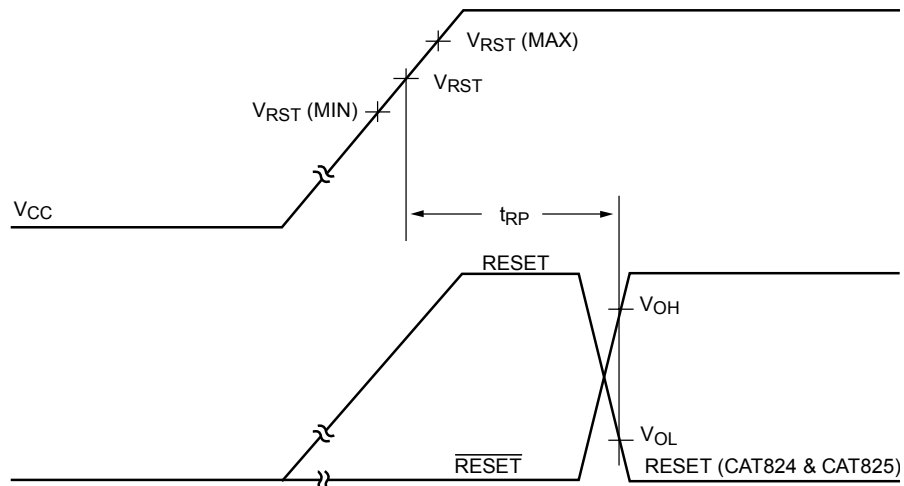 VRST (MAX)
VRST
VRST (MIN)
VCC
tRP
RESET
VOH
VOL
RESET
RESET (CAT824 & CAT825)